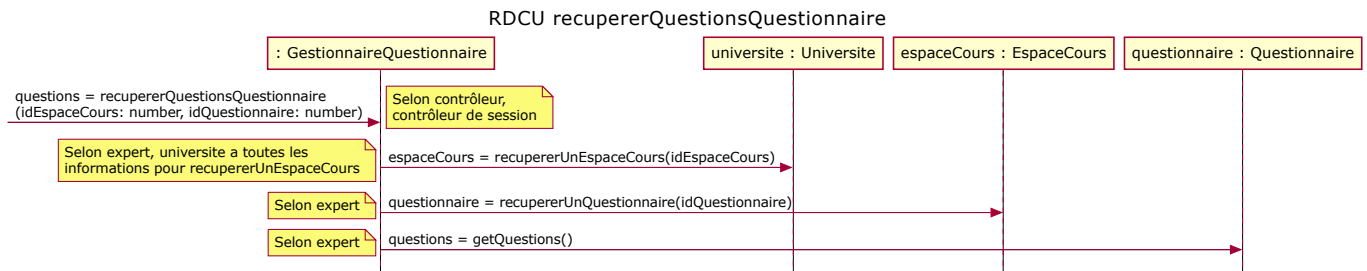 RDCU recupererQuestionsQuestionnaire
: GestionnaireQuestionnaire
universite : Universite
espaceCours : EspaceCours
questionnaire : Questionnaire
questions = recupererQuestionsQuestionnaire
(idEspaceCours: number, idQuestionnaire: number)
Selon contrôleur,
contrôleur de session
Selon expert, universite a toutes les
informations pour recupererUnEspaceCours
espaceCours = recupererUnEspaceCours(idEspaceCours)
Selon expert
questionnaire = recupererUnQuestionnaire(idQuestionnaire)
Selon expert
questions = getQuestions()